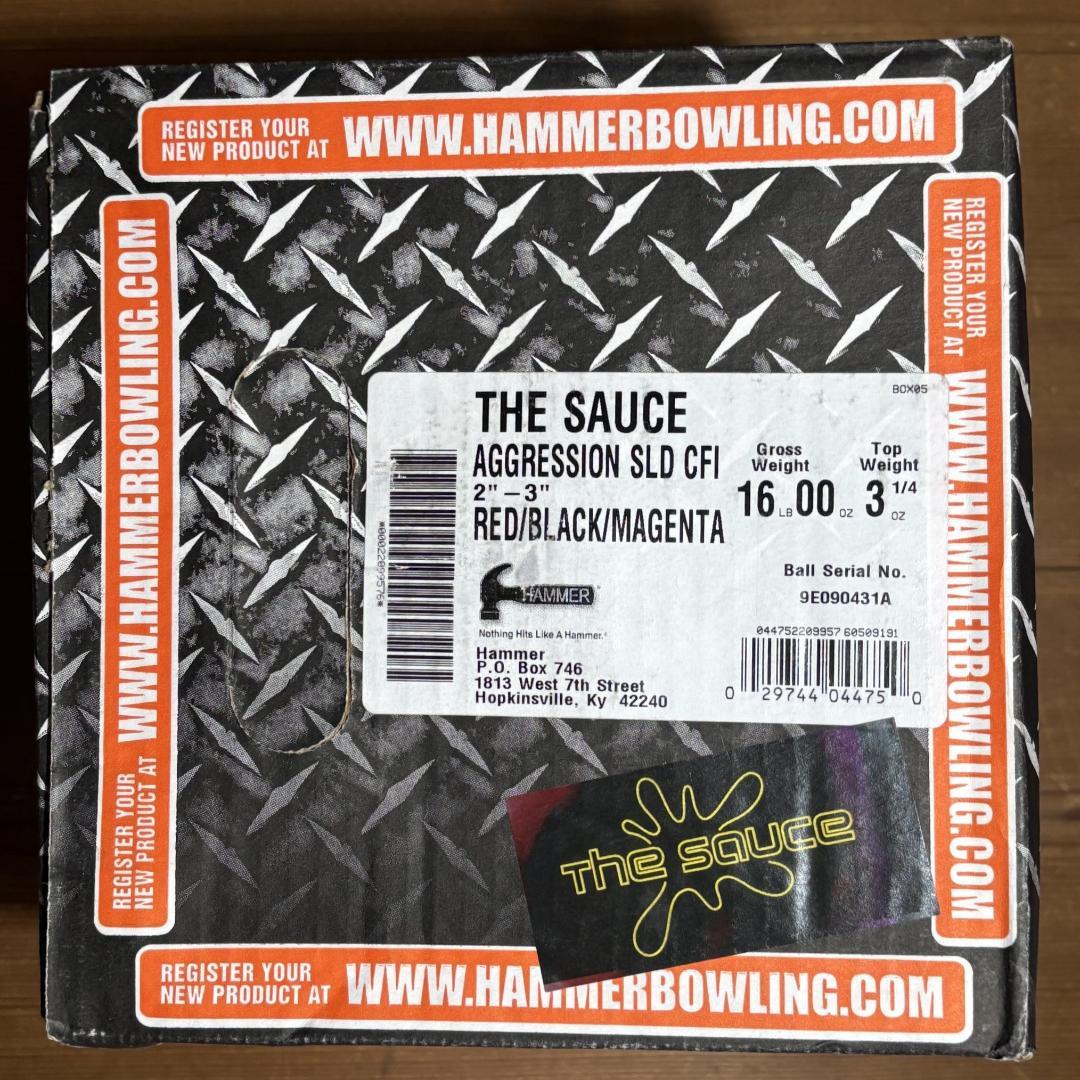 REGISTER YOUR
NEW PRODUCT AT
WWW.HAMMERBOWLING.COM
REGISTER YOUR
NEW PRODUCT AT
WWW.HAMMERBOWLING.COM
REGISTER YOUR
NEW PRODUCT AT
WWW.HAMMERBOWLING.COM
BOX05
THE SAUCE
AGGRESSION SLD CFI
2" – 3"
RED/BLACK/MAGENTA
Gross
Weight
16 LB 00 OZ
Top
Weight
3 1/4 OZ
*0002209576*
HAMMER
Nothing Hits Like A Hammer.®
Hammer
P.O. Box 746
1813 West 7th Street
Hopkinsville, Ky 42240
Ball Serial No.
9E090431A
044752209957 60509191
0 29744 04475 0
The sauce
REGISTER YOUR
NEW PRODUCT AT
WWW.HAMMERBOWLING.COM